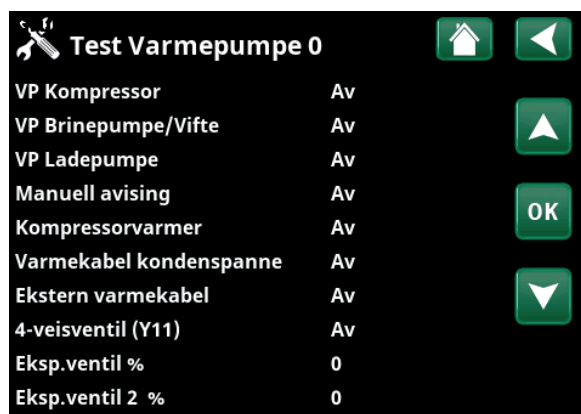 Test Varmepumpe 0
VP Kompressor Av
VP Brinepumpe/Vifte Av
VP Ladepumpe Av
Manuell avising Av
Kompressorvarmer Av
Varmekabel kondenspanne Av
Ekstern varmekabel Av
4-veisventil (Y11) Av
Eksp.ventil % 0
Eksp.ventil 2 % 0
OK